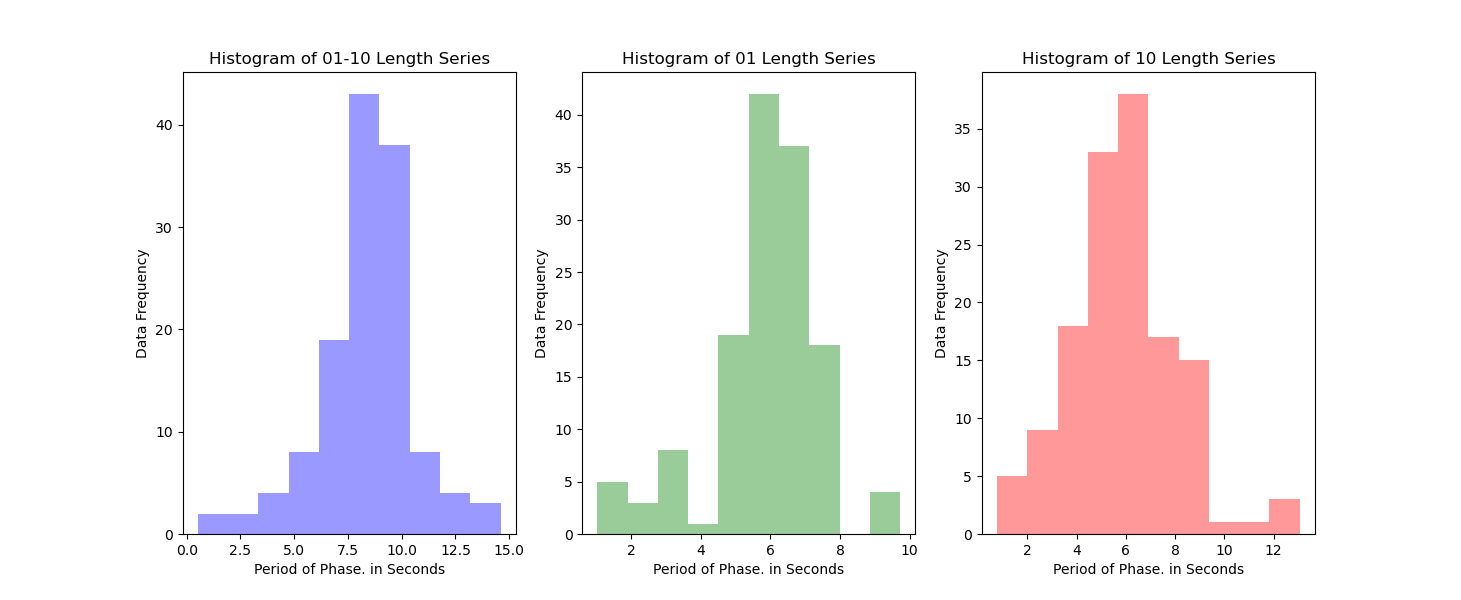 Histogram of 01-10 Length Series
Histogram of 01 Length Series
Histogram of 10 Length Series
Data Frequency
40
30
20
10
0
0.0 2.5 5.0 7.5 10.0 12.5 15.0
Period of Phase. in Seconds
Data Frequency
40
35
30
25
20
15
10
5
0
2 4 6 8 10
Period of Phase. in Seconds
Data Frequency
35
30
25
20
15
10
5
0
2 4 6 8 10 12
Period of Phase. in Seconds